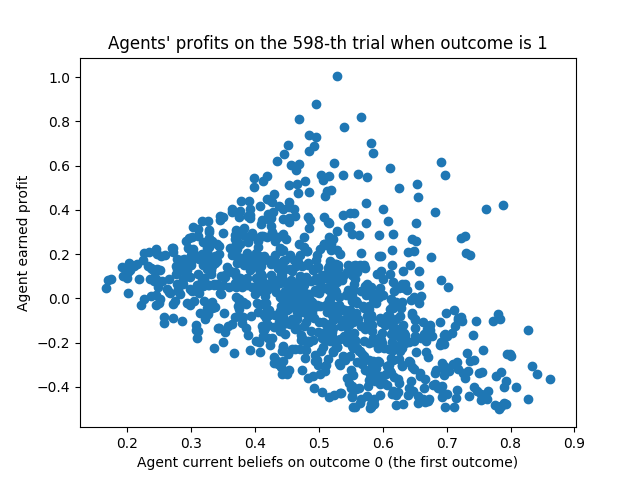 Agents' profits on the 598-th trial when outcome is 1
1.0
0.8
0.6
0.4
0.2
0.0
−0.2
−0.4
Agent earned profit
0.2 0.3 0.4 0.5 0.6 0.7 0.8 0.9
Agent current beliefs on outcome 0 (the first outcome)